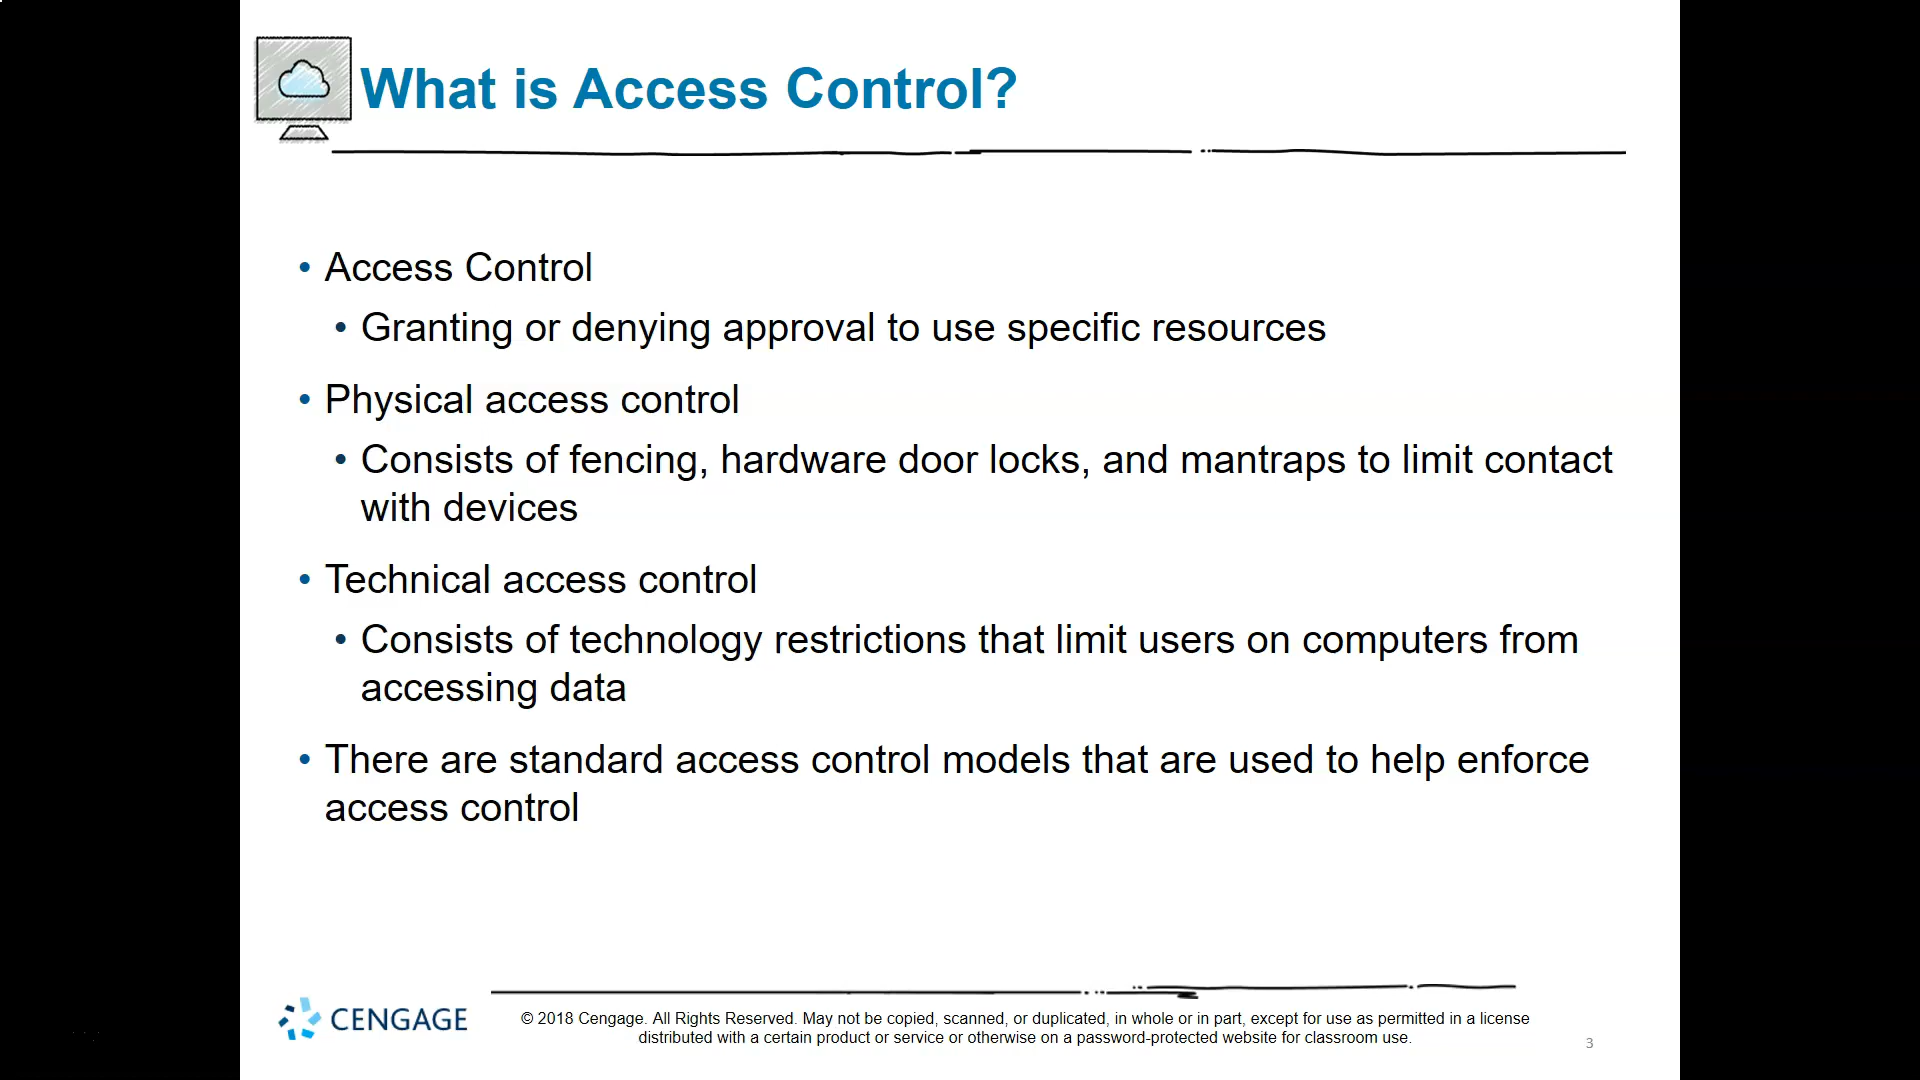 What is Access Control?
• Access Control
• Granting or denying approval to use specific resources
• Physical access control
• Consists of fencing, hardware door locks, and mantraps to limit contact
with devices
• Technical access control
• Consists of technology restrictions that limit users on computers from
accessing data
• There are standard access control models that are used to help enforce
access control
CENGAGE
© 2018 Cengage. All Rights Reserved. May not be copied, scanned, or duplicated, in whole or in part, except for use as permitted in a license
distributed with a certain product or service or otherwise on a password-protected website for classroom use.
3